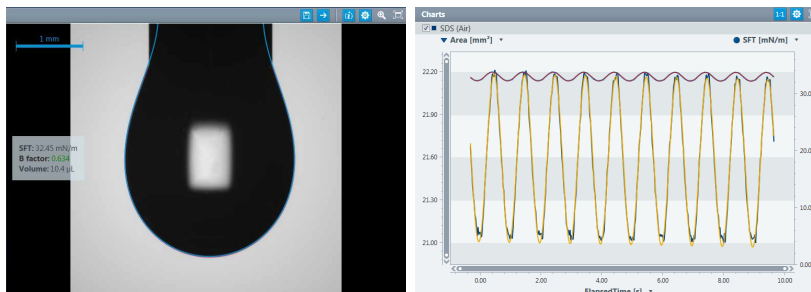 1 mm
SFT: 32.45 mN/m
B factor: 0.634
Volume: 10.4 µL
Charts
1:1
SDS (Air)
Area [mm²]
SFT [mN/m]
22.20
21.90
21.60
21.30
21.00
30.0
20.0
10.0
0.00
0.00
2.00
4.00
6.00
8.00
10.00
ElapsedTime [s]